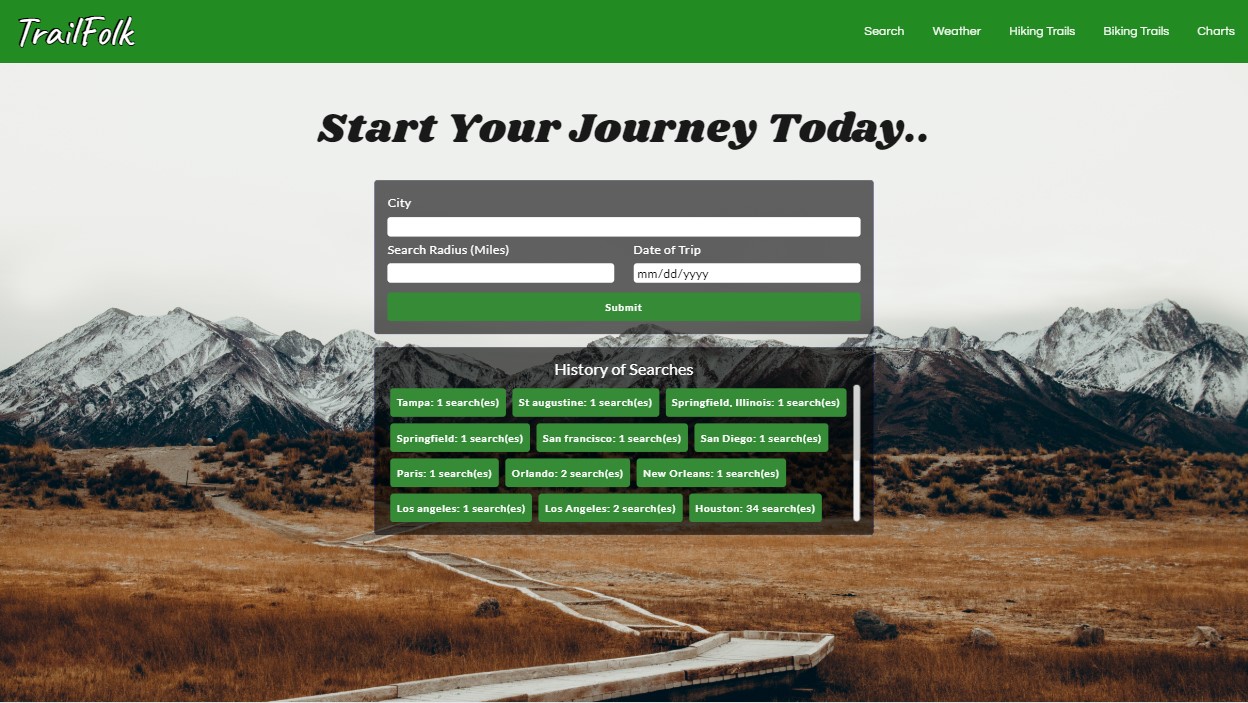 TrailFolk Search Weather Hiking Trails Biking Trails Charts
Start Your Journey Today..
City
Search Radius (Miles) Date of Trip
mm/dd/yyyy
Submit
History of Searches
Tampa: 1 search(es) St augustine: 1 search(es) Springfield, Illinois: 1 search(es)
Springfield: 1 search(es) San francisco: 1 search(es) San Diego: 1 search(es)
Paris: 1 search(es) Orlando: 2 search(es) New Orleans: 1 search(es)
Los angeles: 1 search(es) Los Angeles: 2 search(es) Houston: 34 search(es)